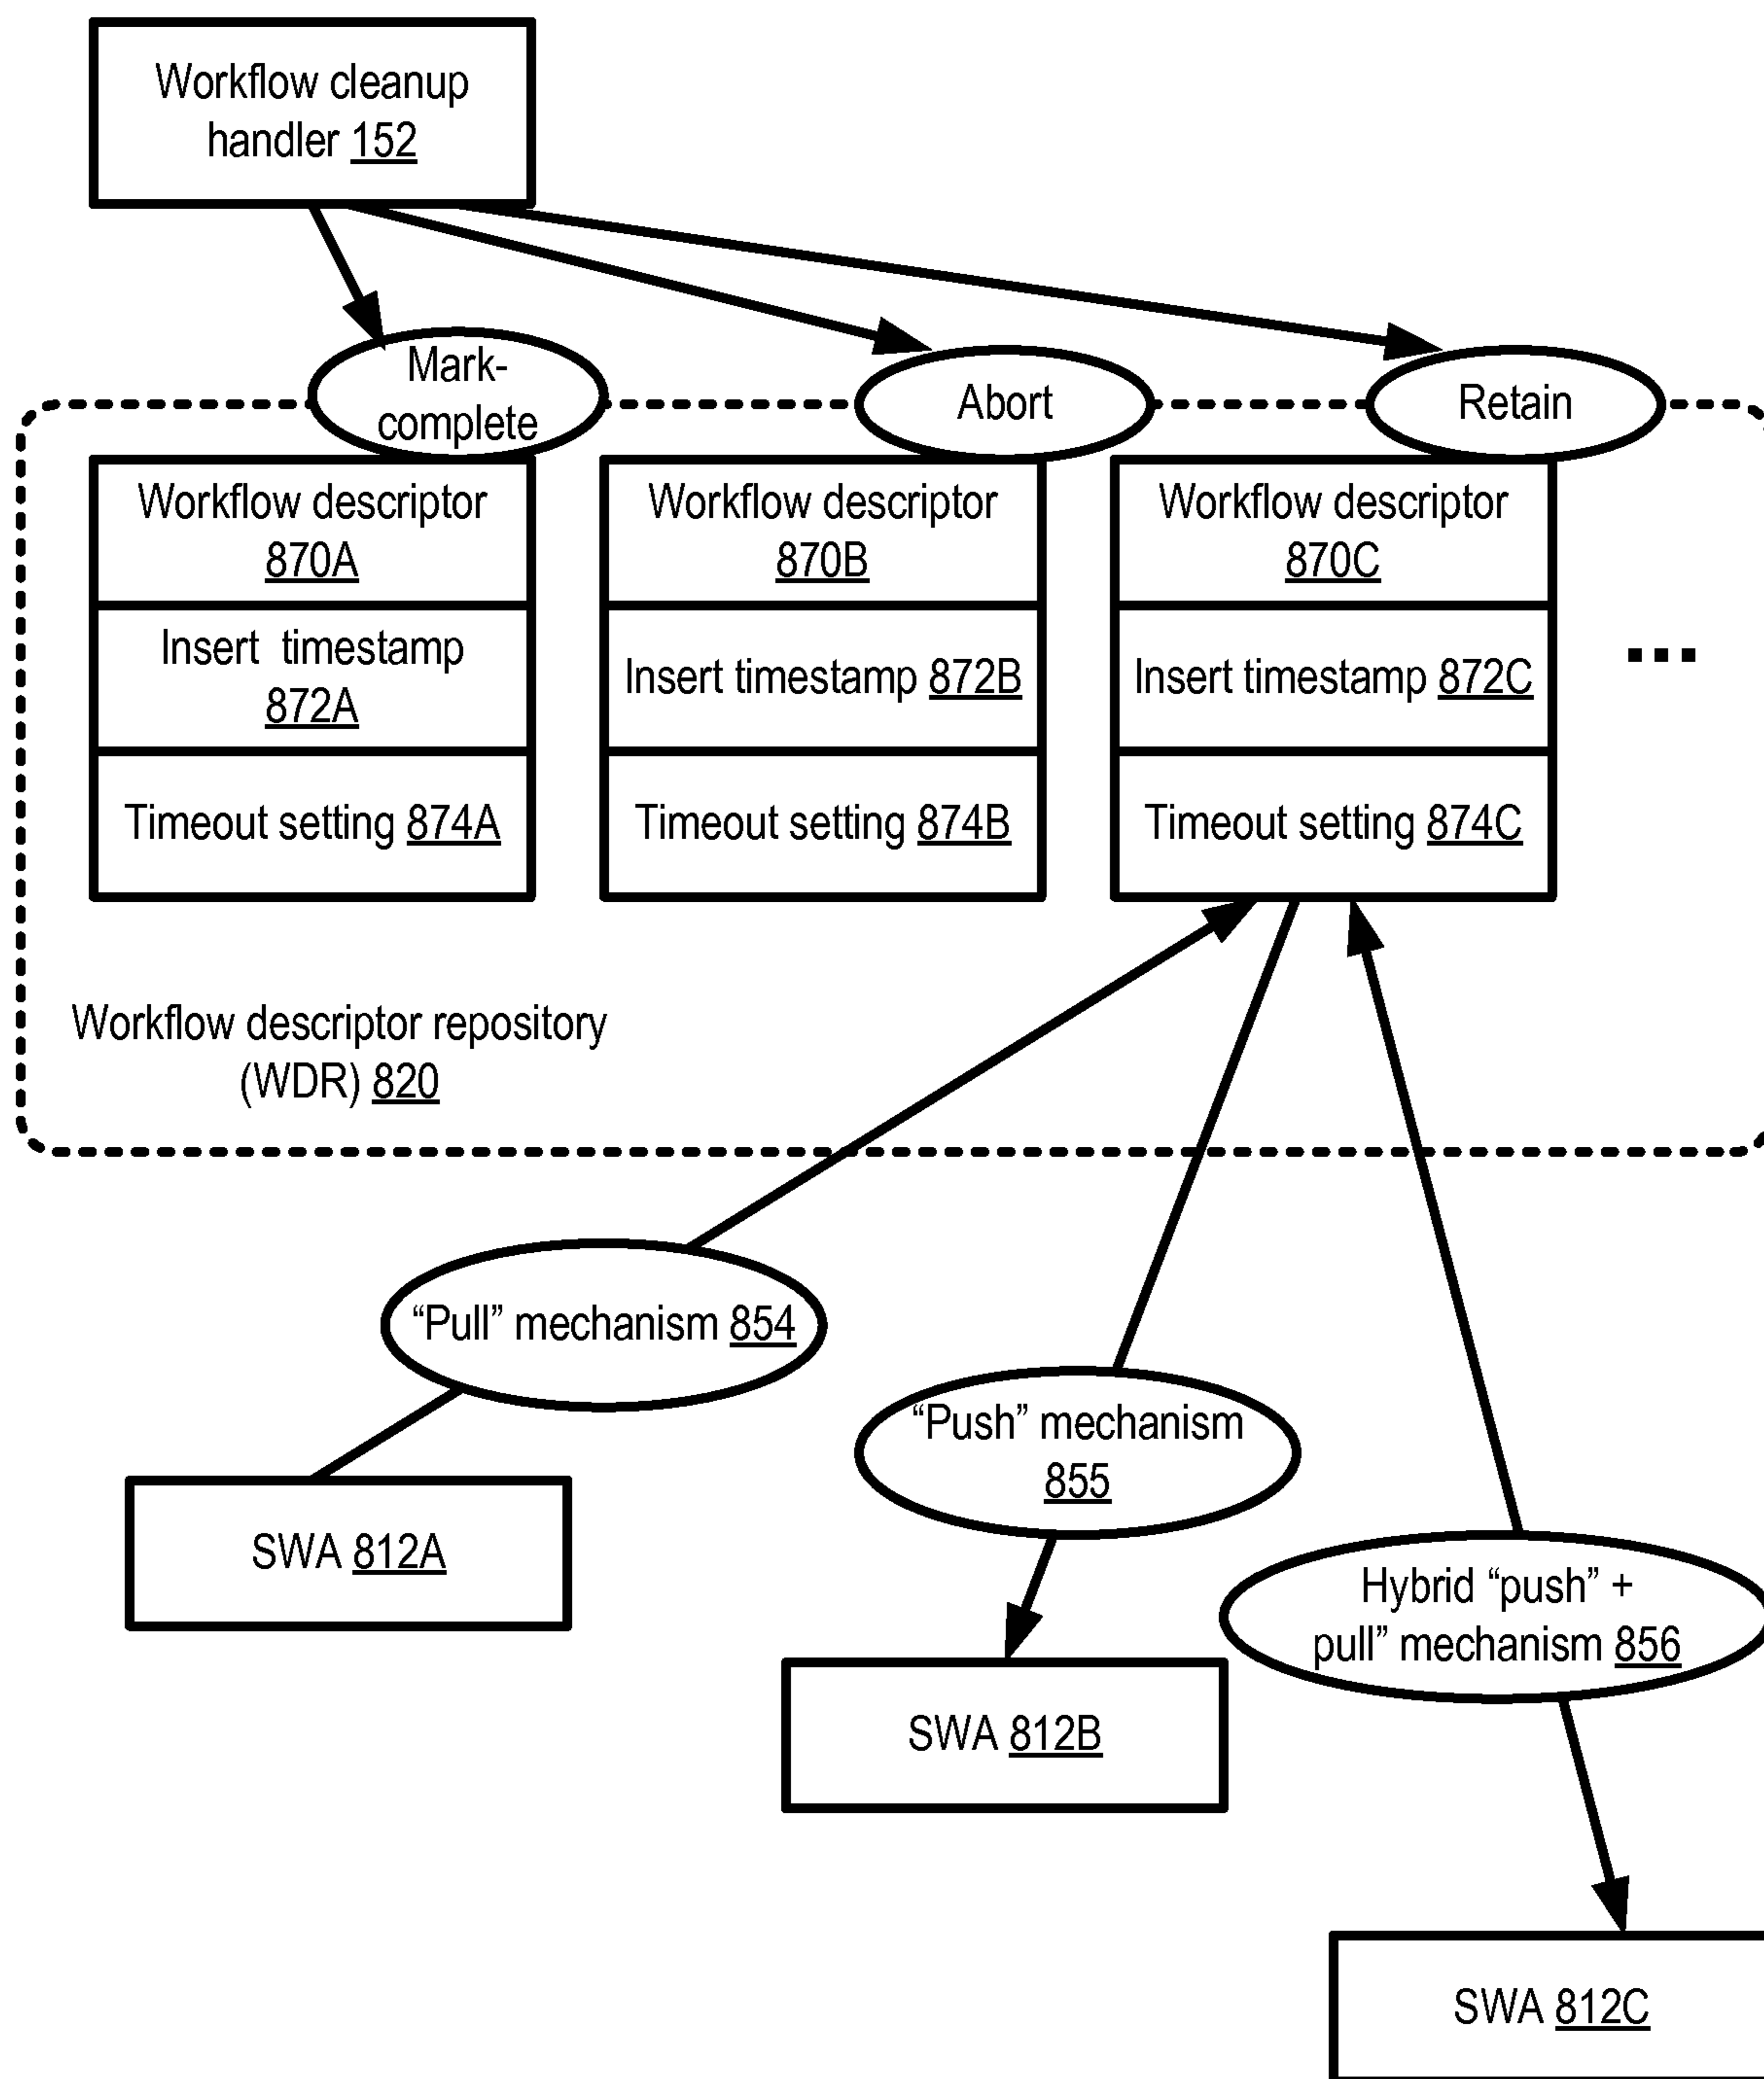 Workflow cleanup
handler 152
Mark-
complete
Abort
Retain
Workflow descriptor
870A
Insert timestamp
872A
Timeout setting 874A
Workflow descriptor
870B
Insert timestamp 872B
Timeout setting 874B
Workflow descriptor
870C
Insert timestamp 872C
Timeout setting 874C
...
Workflow descriptor repository
(WDR) 820
“Pull” mechanism 854
“Push” mechanism
855
Hybrid “push” +
pull” mechanism 856
SWA 812A
SWA 812B
SWA 812C